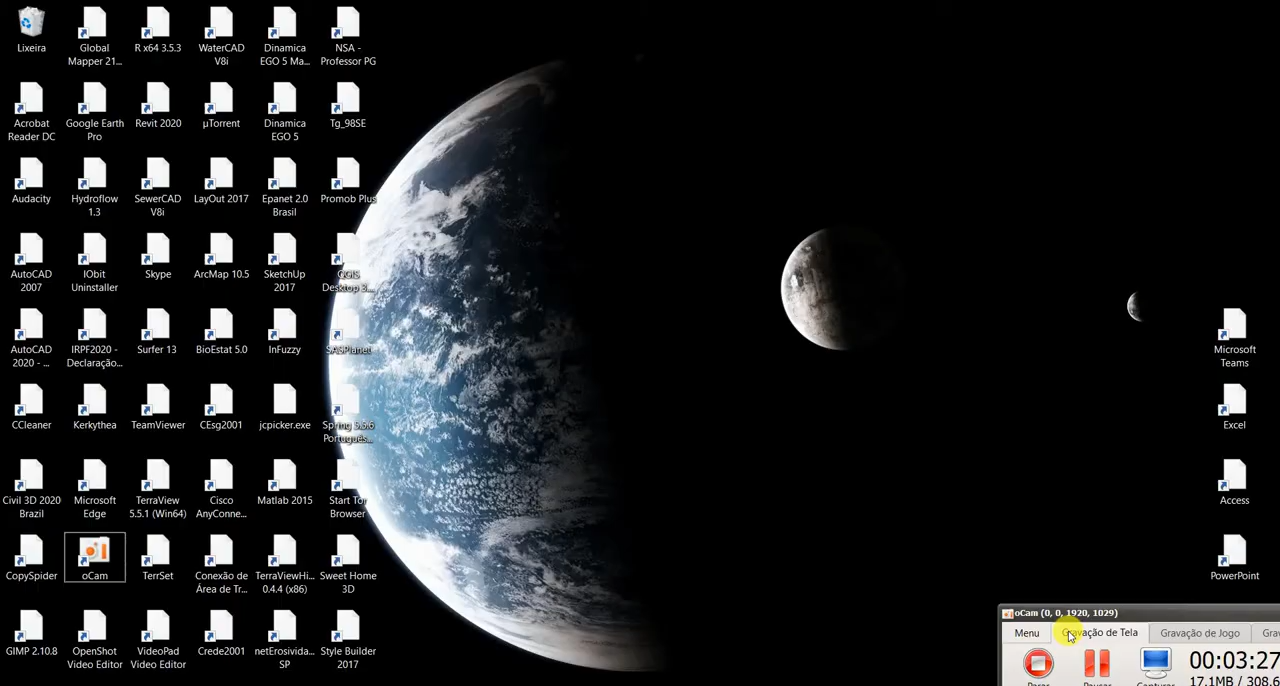 Lixeira
Global
Mapper 21...
R x64 3.5.3
WaterCAD
V8i
Dinamica
EGO 5 Ma...
NSA -
Professor PG
Acrobat
Reader DC
Google Earth
Pro
Revit 2020
µTorrent
Dinamica
EGO 5
Tg_98SE
Audacity
Hydroflow
1.3
SewerCAD
V8i
LayOut 2017
Epanet 2.0
Brasil
Promob Plus
AutoCAD
2007
IObit
Uninstaller
Skype
ArcMap 10.5
SketchUp
2017
QGIS
Desktop 3....
AutoCAD
2020 - ...
IRPF2020 -
Declaração...
Surfer 13
BioEstat 5.0
InFuzzy
SASPlanet
Microsoft
Teams
CCleaner
Kerkythea
TeamViewer
CEsg2001
jcpicker.exe
Spring 5.5.6
Português...
Excel
Civil 3D 2020
Brazil
Microsoft
Edge
TerraView
5.5.1 (Win64)
Cisco
AnyConne...
Matlab 2015
Start Tor
Browser
Access
CopySpider
oCam
TerrSet
Conexão de
Área de Tr...
TerraViewHi...
0.4.4 (x86)
Sweet Home
3D
PowerPoint
GIMP 2.10.8
OpenShot
Video Editor
VideoPad
Video Editor
Crede2001
netErosivida...
SP
Style Builder
2017
oCam (0, 0, 1920, 1029)
Menu
Gravação de Tela
Gravação de Jogo
Gra
00:03:27
17.1MB / 308.6